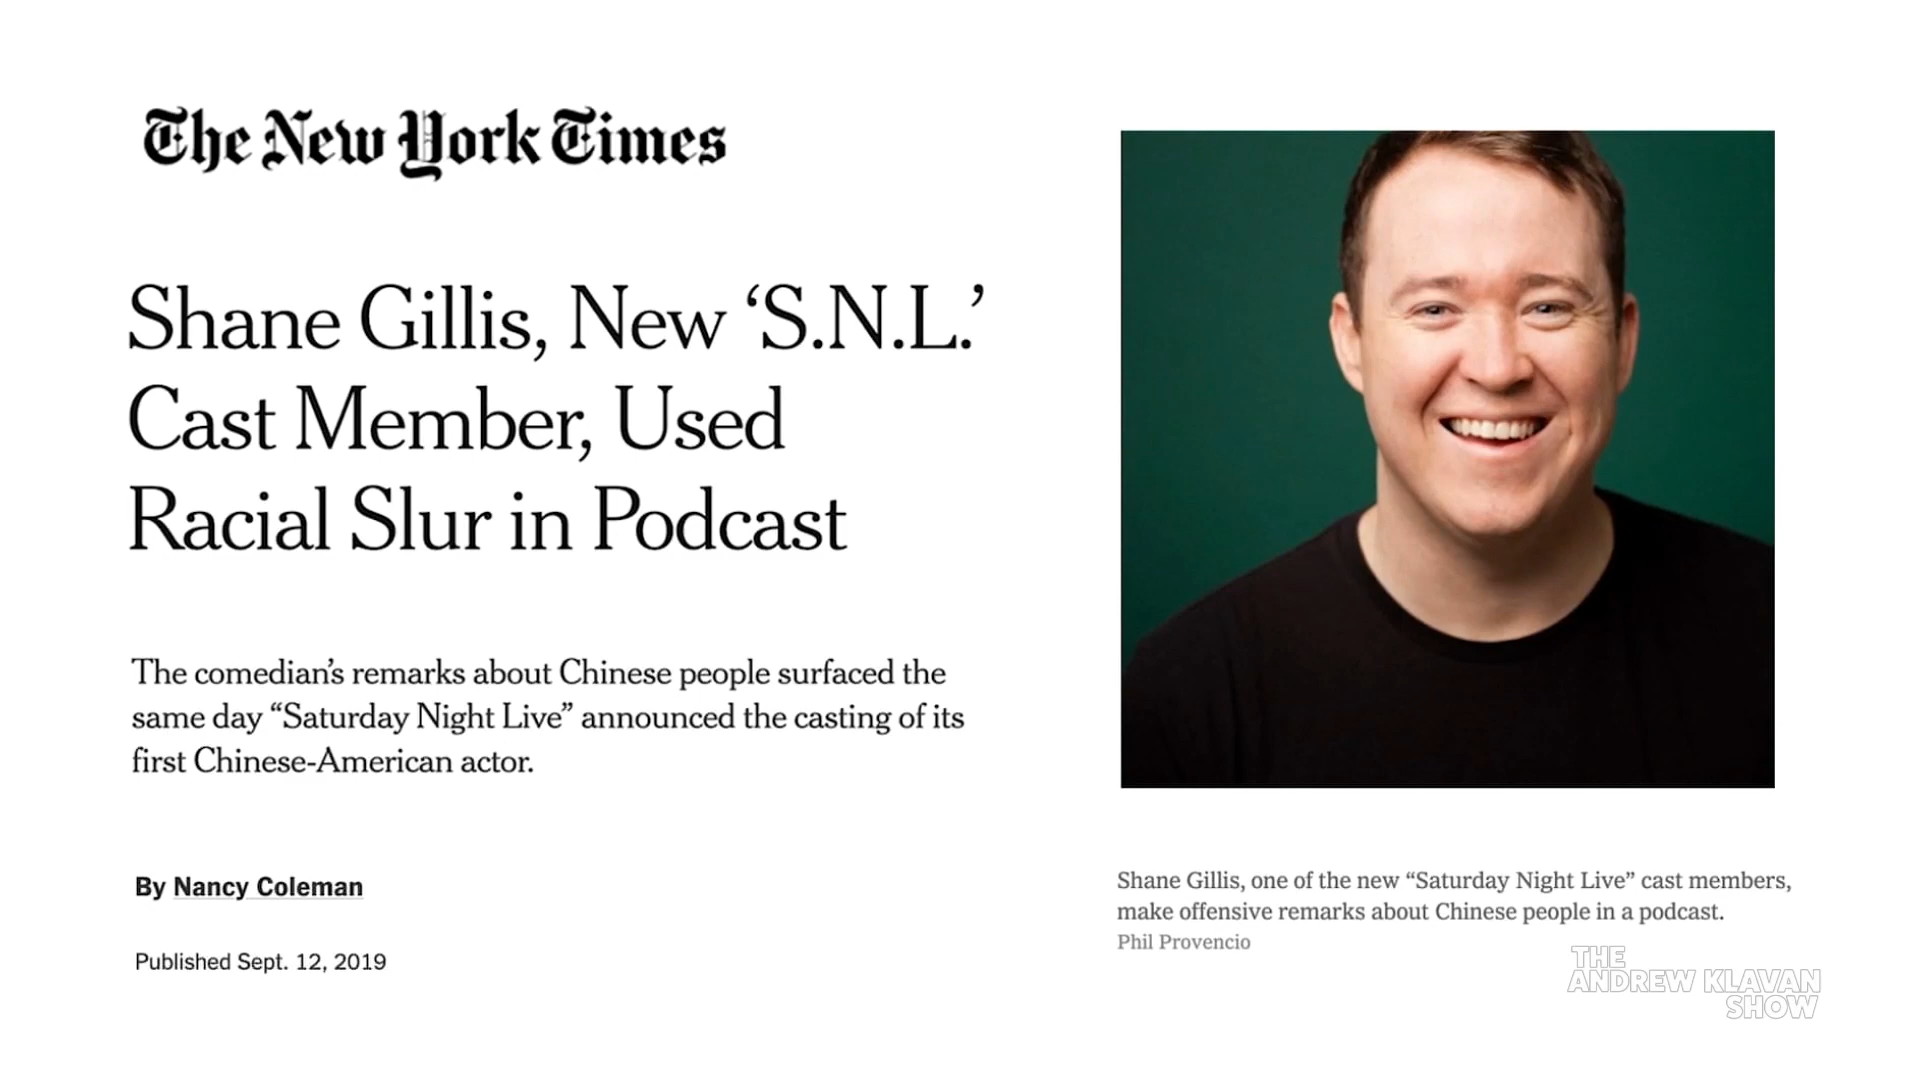 The New York Times
Shane Gillis, New ‘S.N.L.’
Cast Member, Used
Racial Slur in Podcast
The comedian’s remarks about Chinese people surfaced the
same day “Saturday Night Live” announced the casting of its
first Chinese-American actor.
By Nancy Coleman
Published Sept. 12, 2019
Shane Gillis, one of the new “Saturday Night Live” cast members,
make offensive remarks about Chinese people in a podcast.
Phil Provencio
THE
ANDREW KLAVAN
SHOW